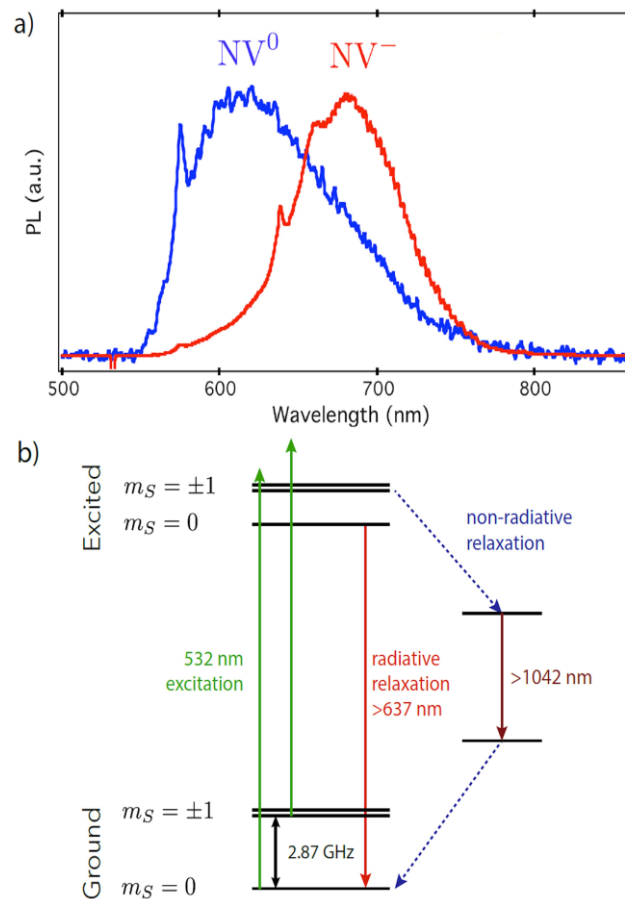 a)
NV⁰
NV⁻
PL (a.u.)
500
600
700
800
Wavelength (nm)
b)
Excited
m_S = ±1
m_S = 0
non-radiative
relaxation
532 nm
excitation
radiative
relaxation
>637 nm
>1042 nm
Ground
m_S = ±1
2.87 GHz
m_S = 0